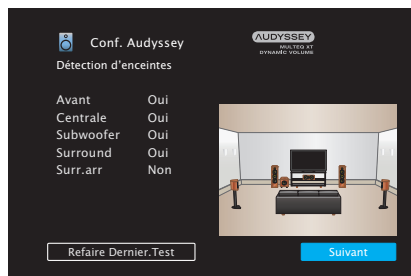 Conf. Audyssey
AUDYSSEY
MULTEQ XT
DYNAMIC VOLUME
Détection d'enceintes
Avant Oui
Centrale Oui
Subwoofer Oui
Surround Oui
Surr.arr Non
Refaire Dernier.Test
Suivant